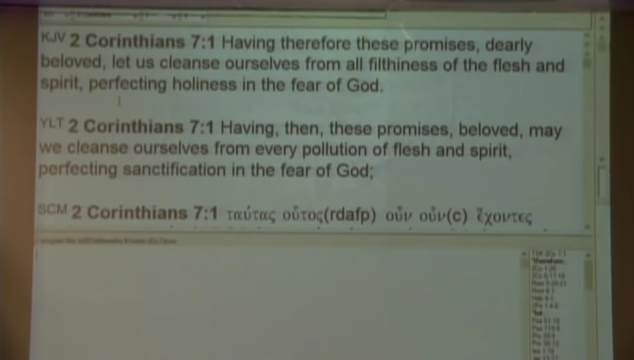 KJV 2 Corinthians 7:1 Having therefore these promises, dearly
beloved, let us cleanse ourselves from all filthiness of the flesh and
spirit, perfecting holiness in the fear of God.
YLT 2 Corinthians 7:1 Having, then, these promises, beloved, may
we cleanse ourselves from every pollution of flesh and spirit,
perfecting sanctification in the fear of God;
SCM 2 Corinthians 7:1 ταύτας οὗτος(rdafp) οὖν οὖν(c) ἔχοντες